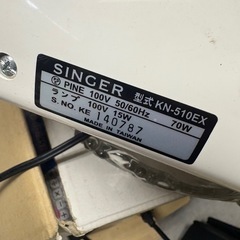 SINGER 型式 KN-510EX
PINE 100V 50/60Hz 70W
ランプ 100V 15W
S.NO. KE 140787
MADE IN TAIWAN